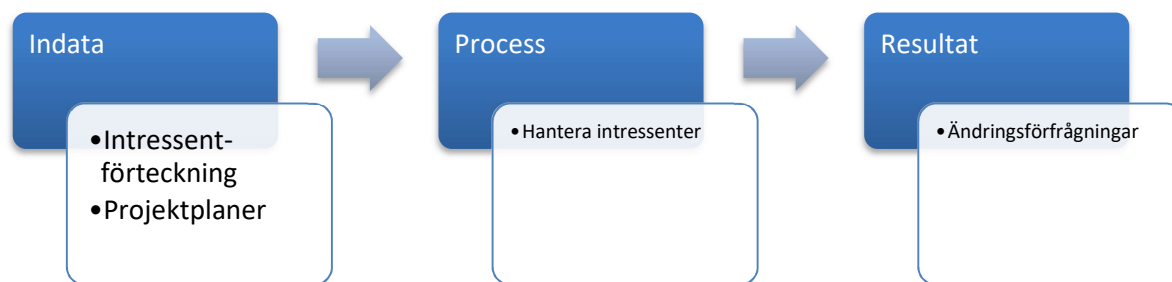 Indata
•Intressent-
förteckning
•Projektplaner
Process
•Hantera intressenter
Resultat
•Ändringsförfrågningar